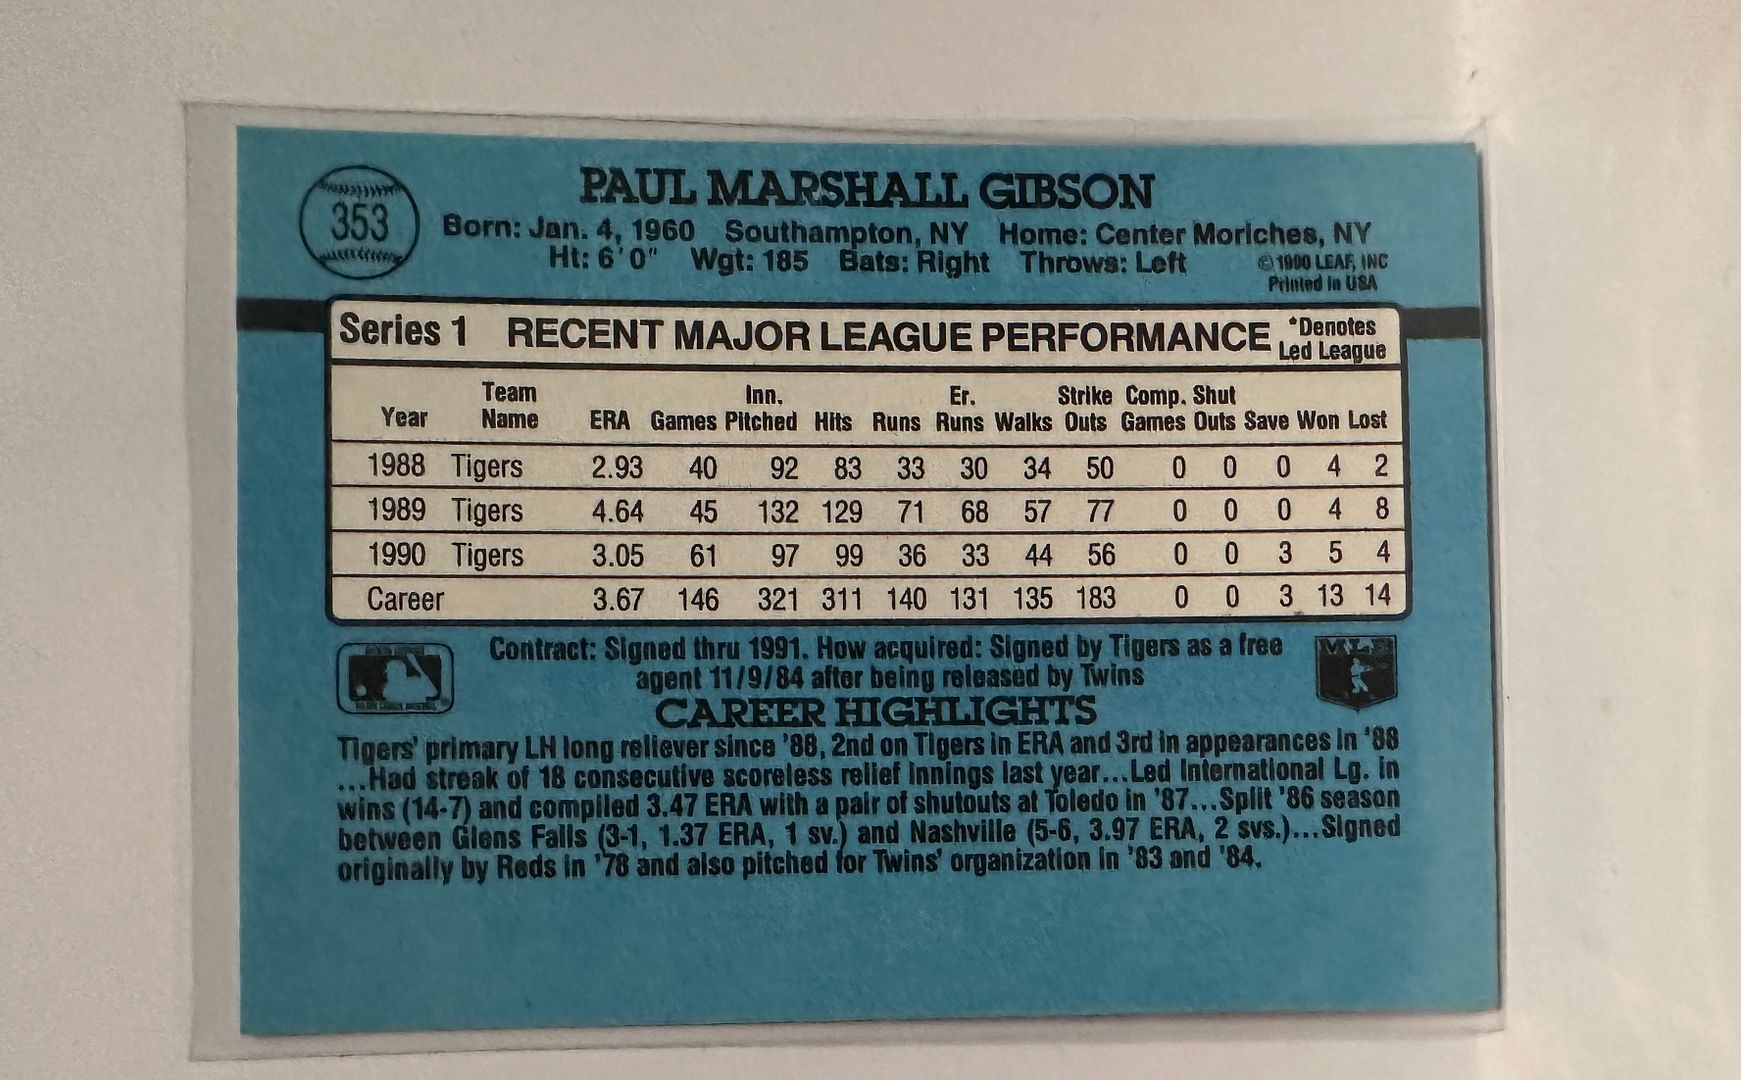 353
PAUL MARSHALL GIBSON
Born: Jan. 4, 1960 Southampton, NY Home: Center Moriches, NY
Ht: 6'0" Wgt: 185 Bats: Right Throws: Left
©1990 LEAF, INC
Printed in USA
Series 1 RECENT MAJOR LEAGUE PERFORMANCE *Denotes
Led League
Team Inn. Er. Strike Comp. Shut
Year Name ERA Games Pitched Hits Runs Runs Walks Outs Games Outs Save Won Lost
1988 Tigers 2.93 40 92 83 33 30 34 50 0 0 0 4 2
1989 Tigers 4.64 45 132 129 71 68 57 77 0 0 0 4 8
1990 Tigers 3.05 61 97 99 36 33 44 56 0 0 3 5 4
Career 3.67 146 321 311 140 131 135 183 0 0 3 13 14
Contract: Signed thru 1991. How acquired: Signed by Tigers as a free
agent 11/9/84 after being released by Twins
MLB
CAREER HIGHLIGHTS
Tigers' primary LH long reliever since '88, 2nd on Tigers in ERA and 3rd in appearances in '88
...Had streak of 18 consecutive scoreless relief innings last year...Led International Lg. in
wins (14-7) and compiled 3.47 ERA with a pair of shutouts at Toledo in '87...Split '86 season
between Glens Falls (3-1, 1.37 ERA, 1 sv.) and Nashville (5-6, 3.97 ERA, 2 svs.)...Signed
originally by Reds in '78 and also pitched for Twins' organization in '83 and '84.